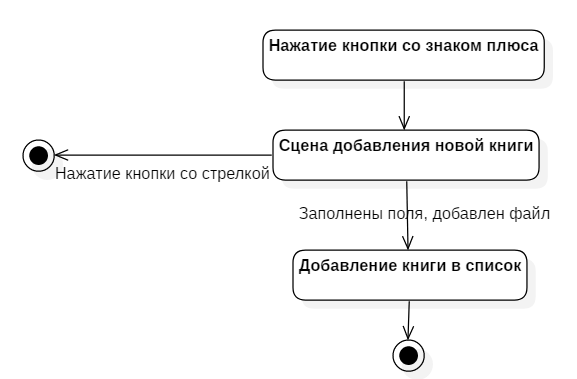 Нажатие кнопки со знаком плюса
Сцена добавления новой книги
Нажатие кнопки со стрелкой
Заполнены поля, добавлен файл
Добавление книги в список